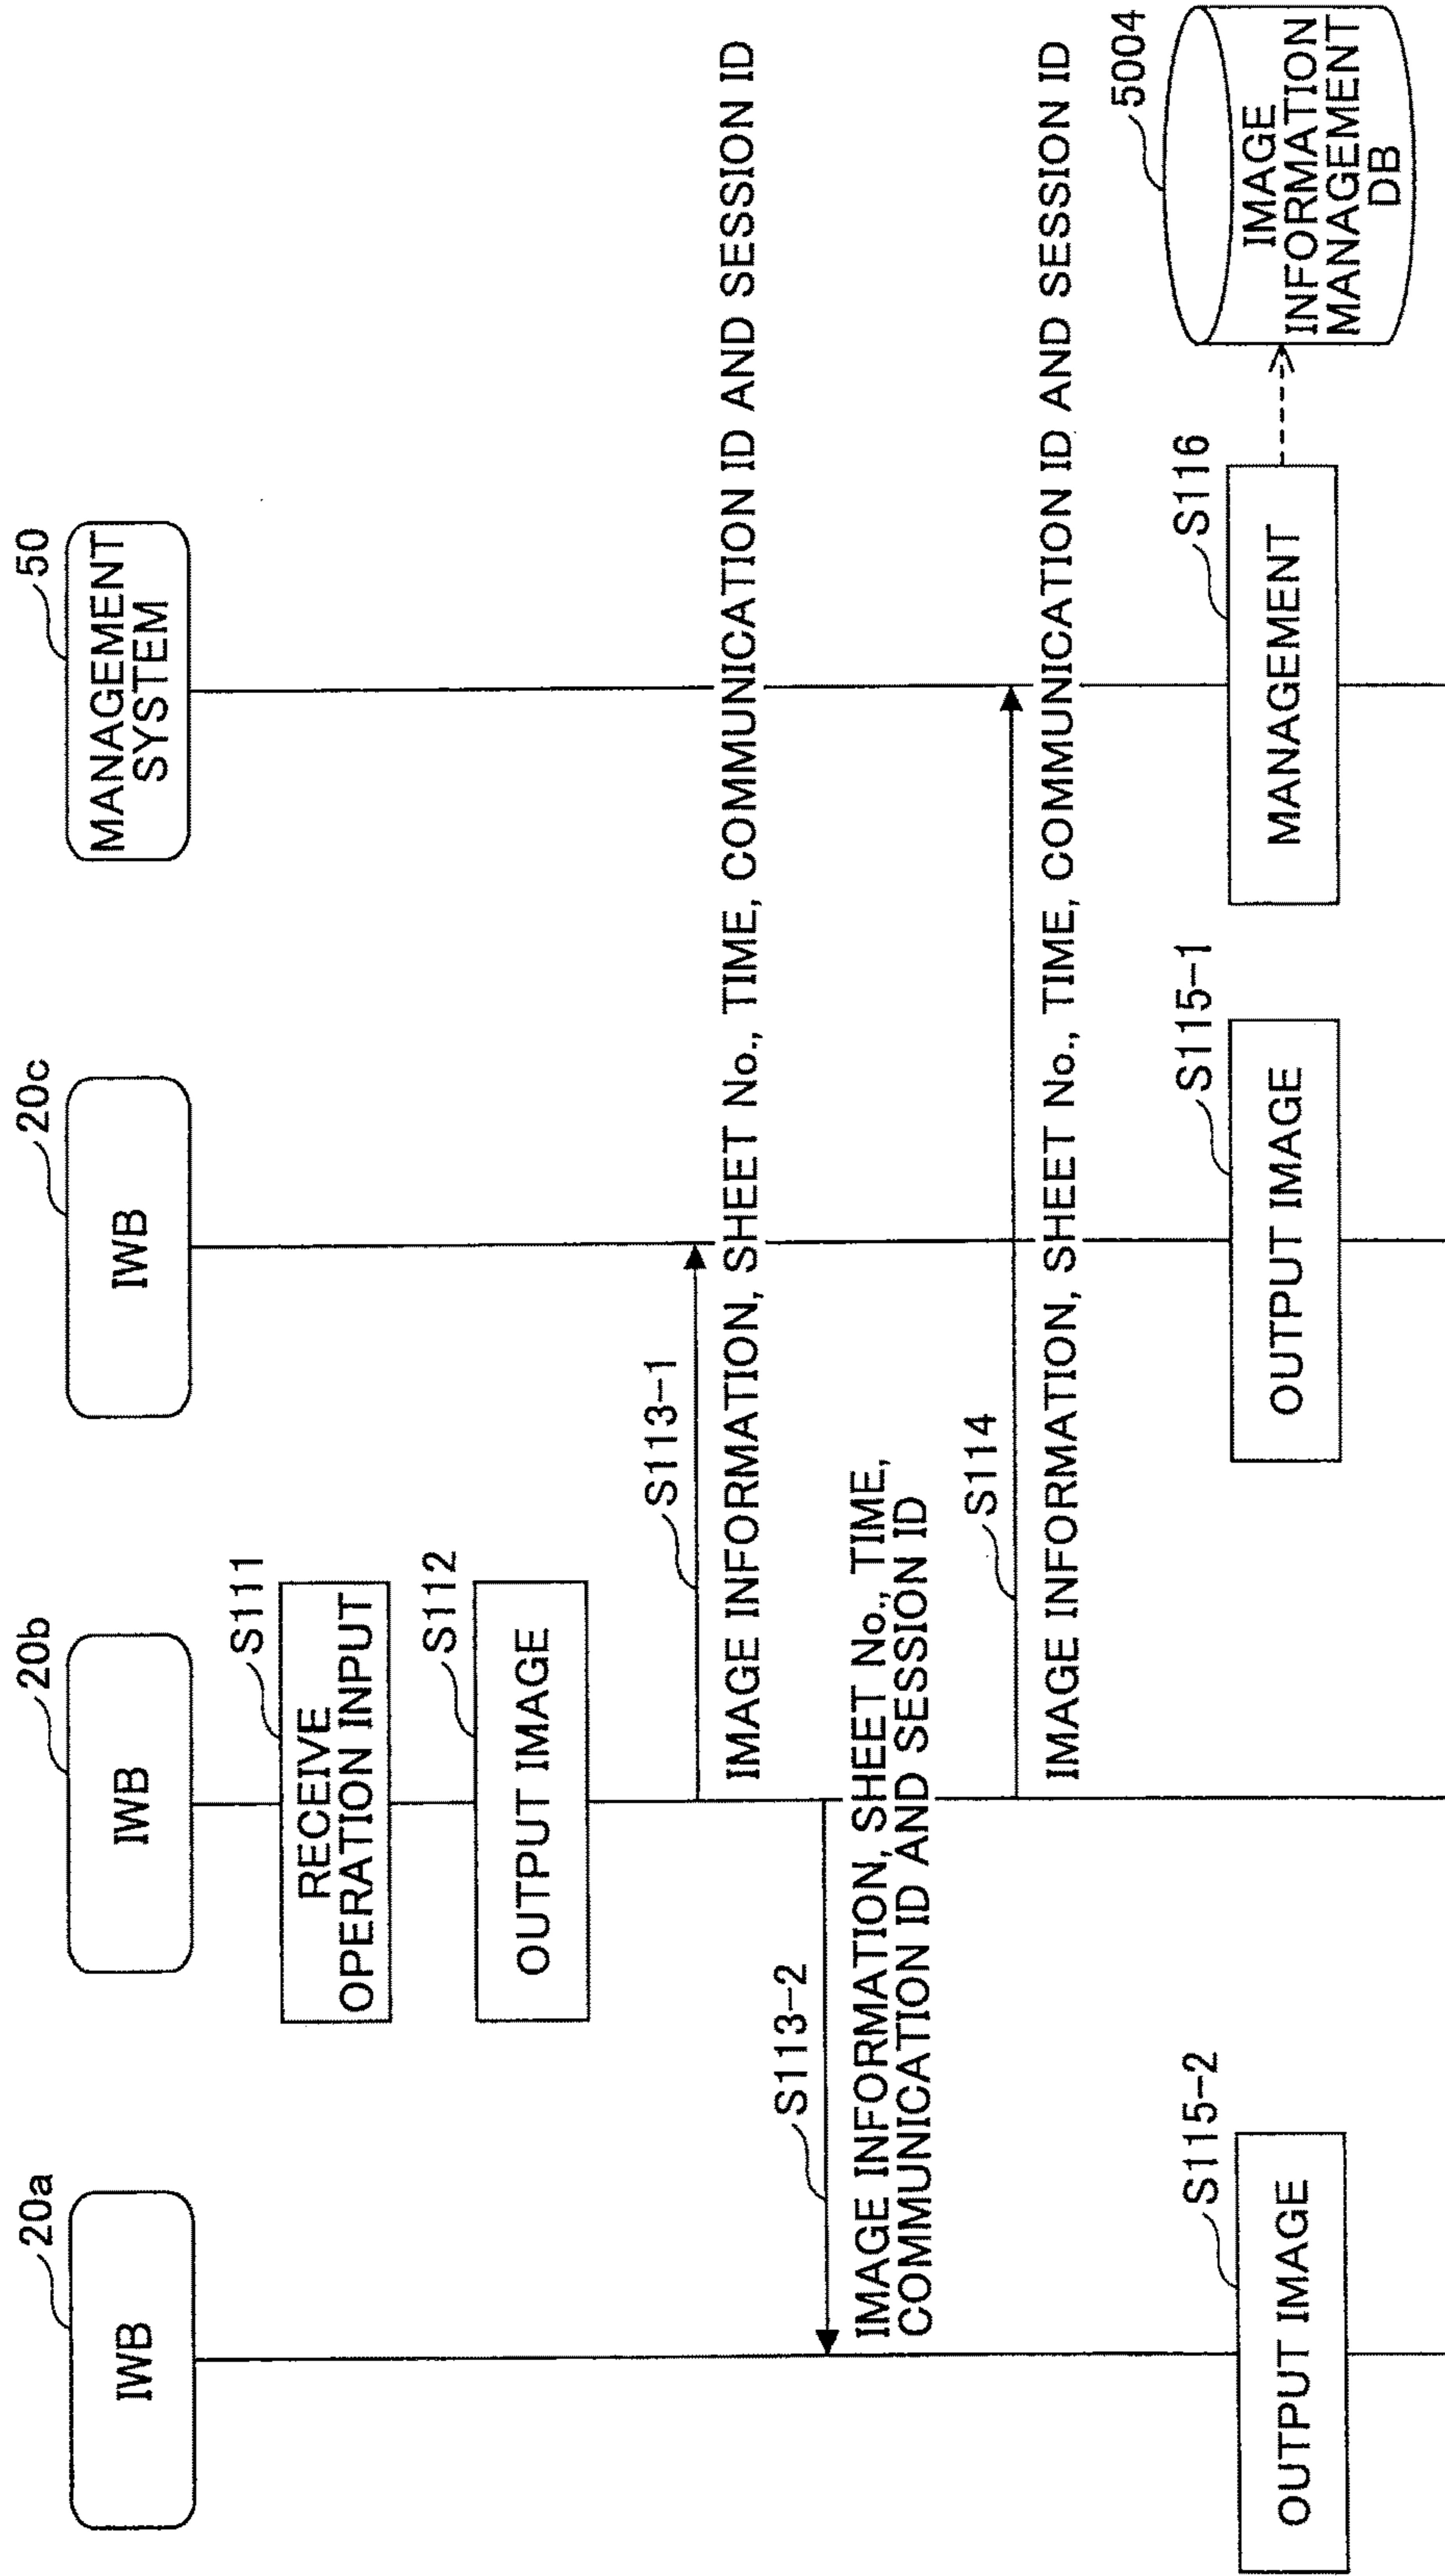 20a
IWB
20b
IWB
20c
IWB
50
MANAGEMENT
SYSTEM
S111
RECEIVE
OPERATION INPUT
S112
OUTPUT IMAGE
S113-1
IMAGE INFORMATION, SHEET No., TIME, COMMUNICATION ID AND SESSION ID
S113-2
IMAGE INFORMATION, SHEET No., TIME,
COMMUNICATION ID AND SESSION ID
S114
IMAGE INFORMATION, SHEET No., TIME, COMMUNICATION ID AND SESSION ID
S115-2
OUTPUT IMAGE
S115-1
OUTPUT IMAGE
S116
MANAGEMENT
5004
IMAGE
INFORMATION
MANAGEMENT
DB